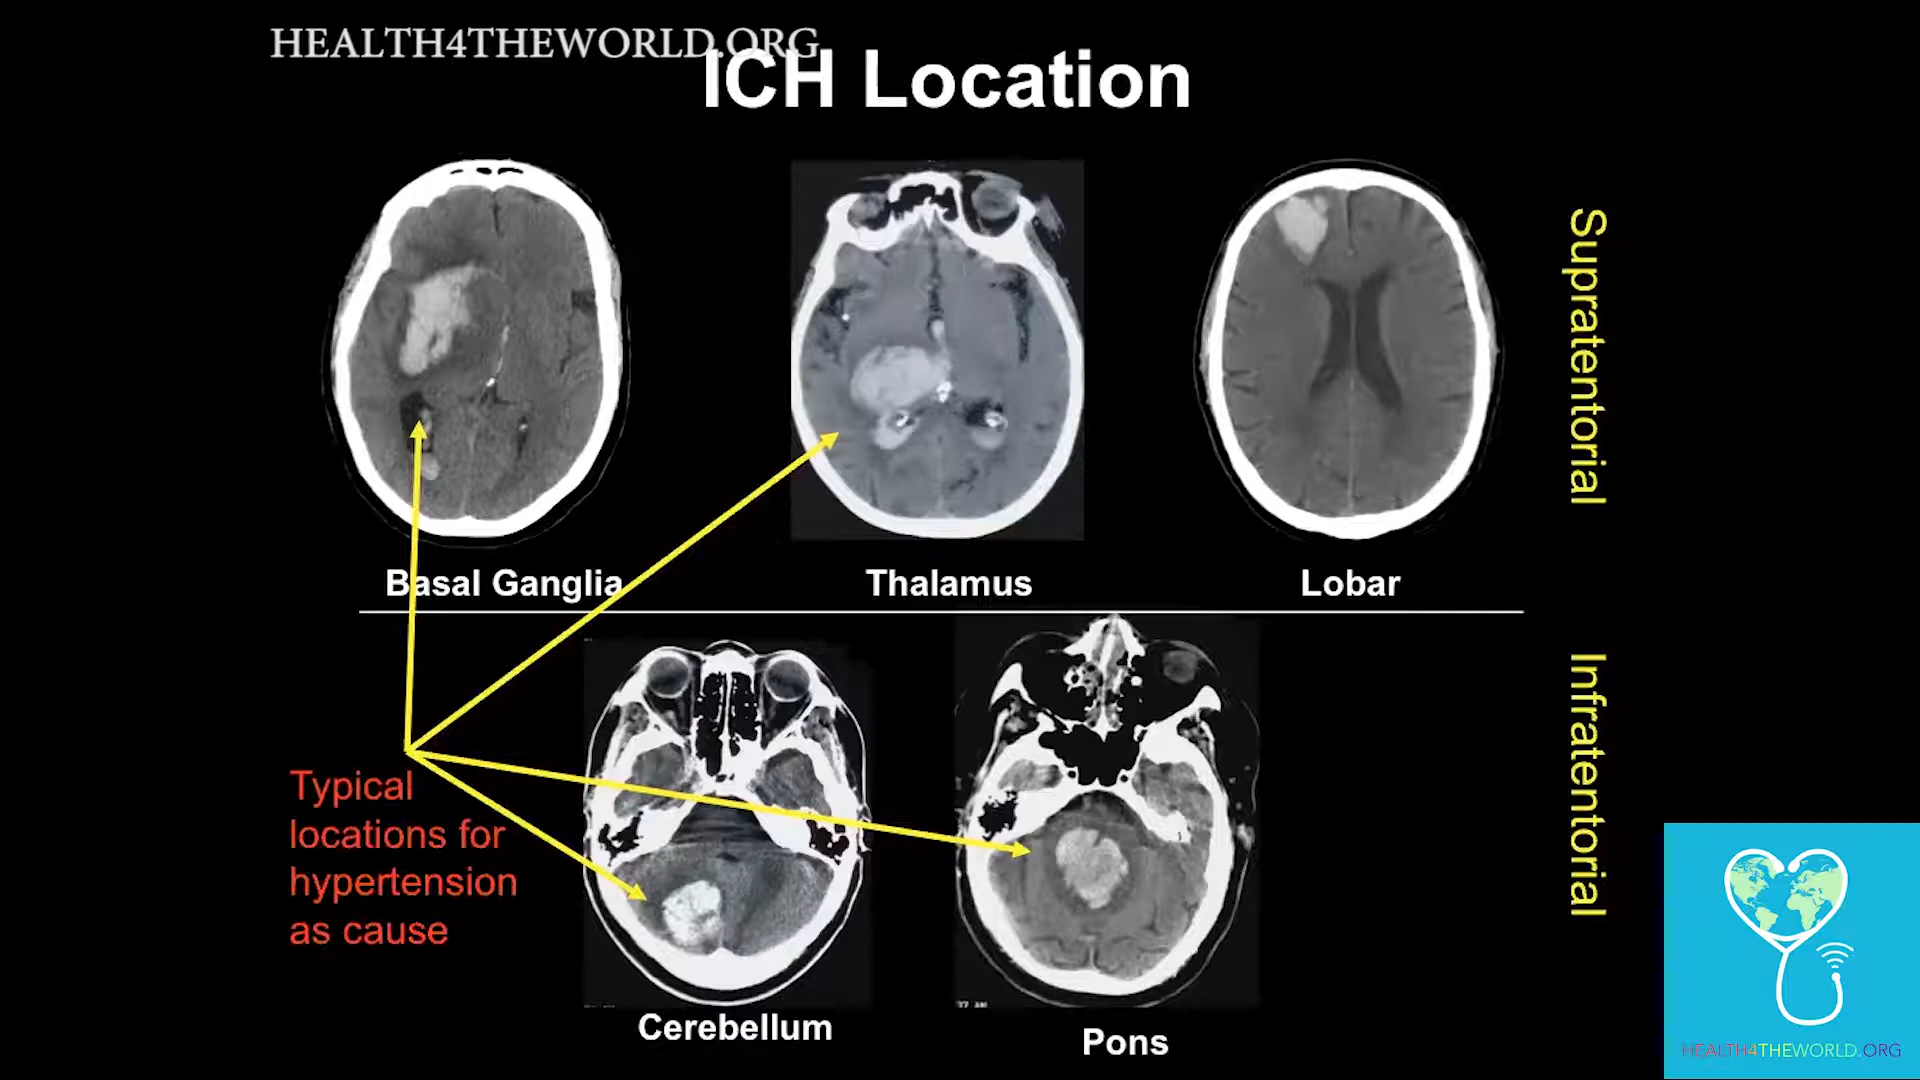 HEALTH4THEWORLD.ORG
ICH Location
Supratentorial
Basal Ganglia
Thalamus
Lobar
Infratentorial
Typical
locations for
hypertension
as cause
Cerebellum
Pons
HEALTH4THEWORLD.ORG